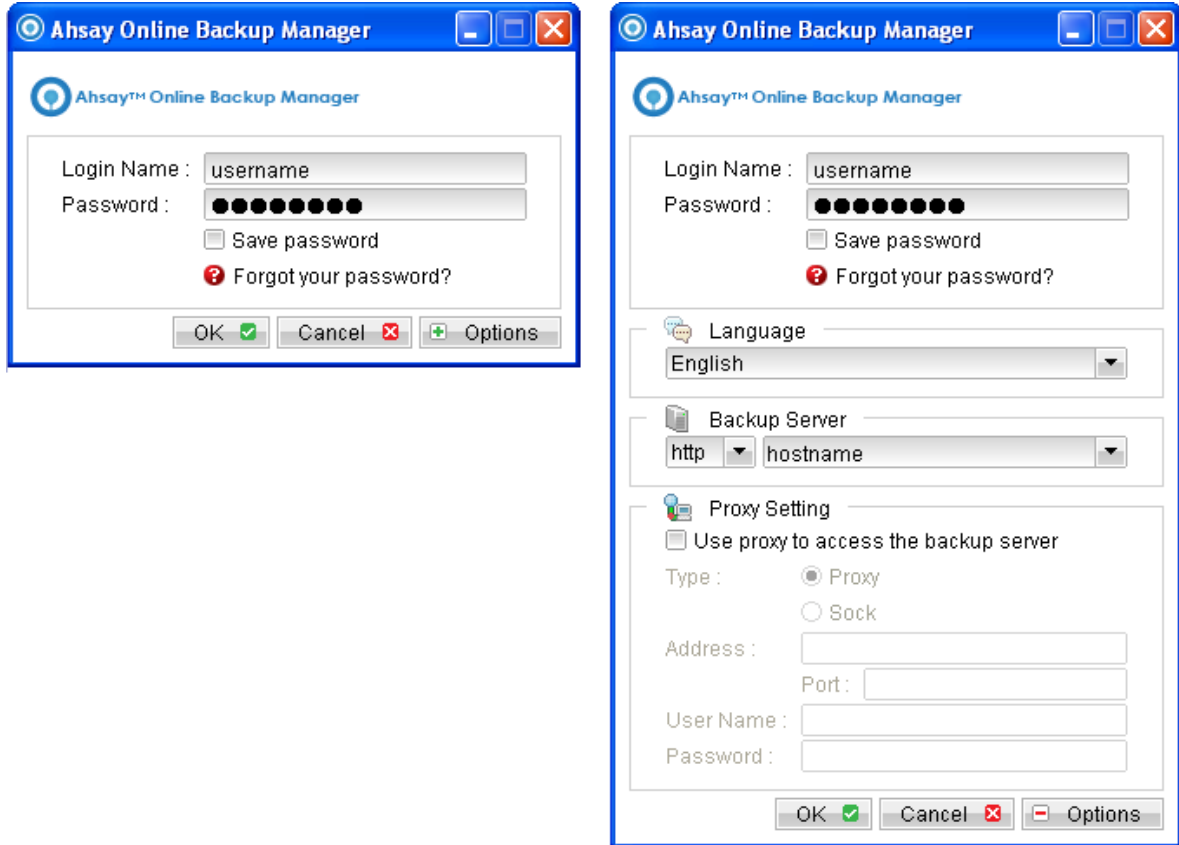 Ahsay Online Backup Manager
Ahsay™ Online Backup Manager
Login Name : username
Password : ●●●●●●●●
Save password
Forgot your password?
OK Cancel Options
Ahsay Online Backup Manager
Ahsay™ Online Backup Manager
Login Name : username
Password : ●●●●●●●●
Save password
Forgot your password?
Language
English
Backup Server
http hostname
Proxy Setting
Use proxy to access the backup server
Type : Proxy
Sock
Address :
Port :
User Name :
Password :
OK Cancel Options